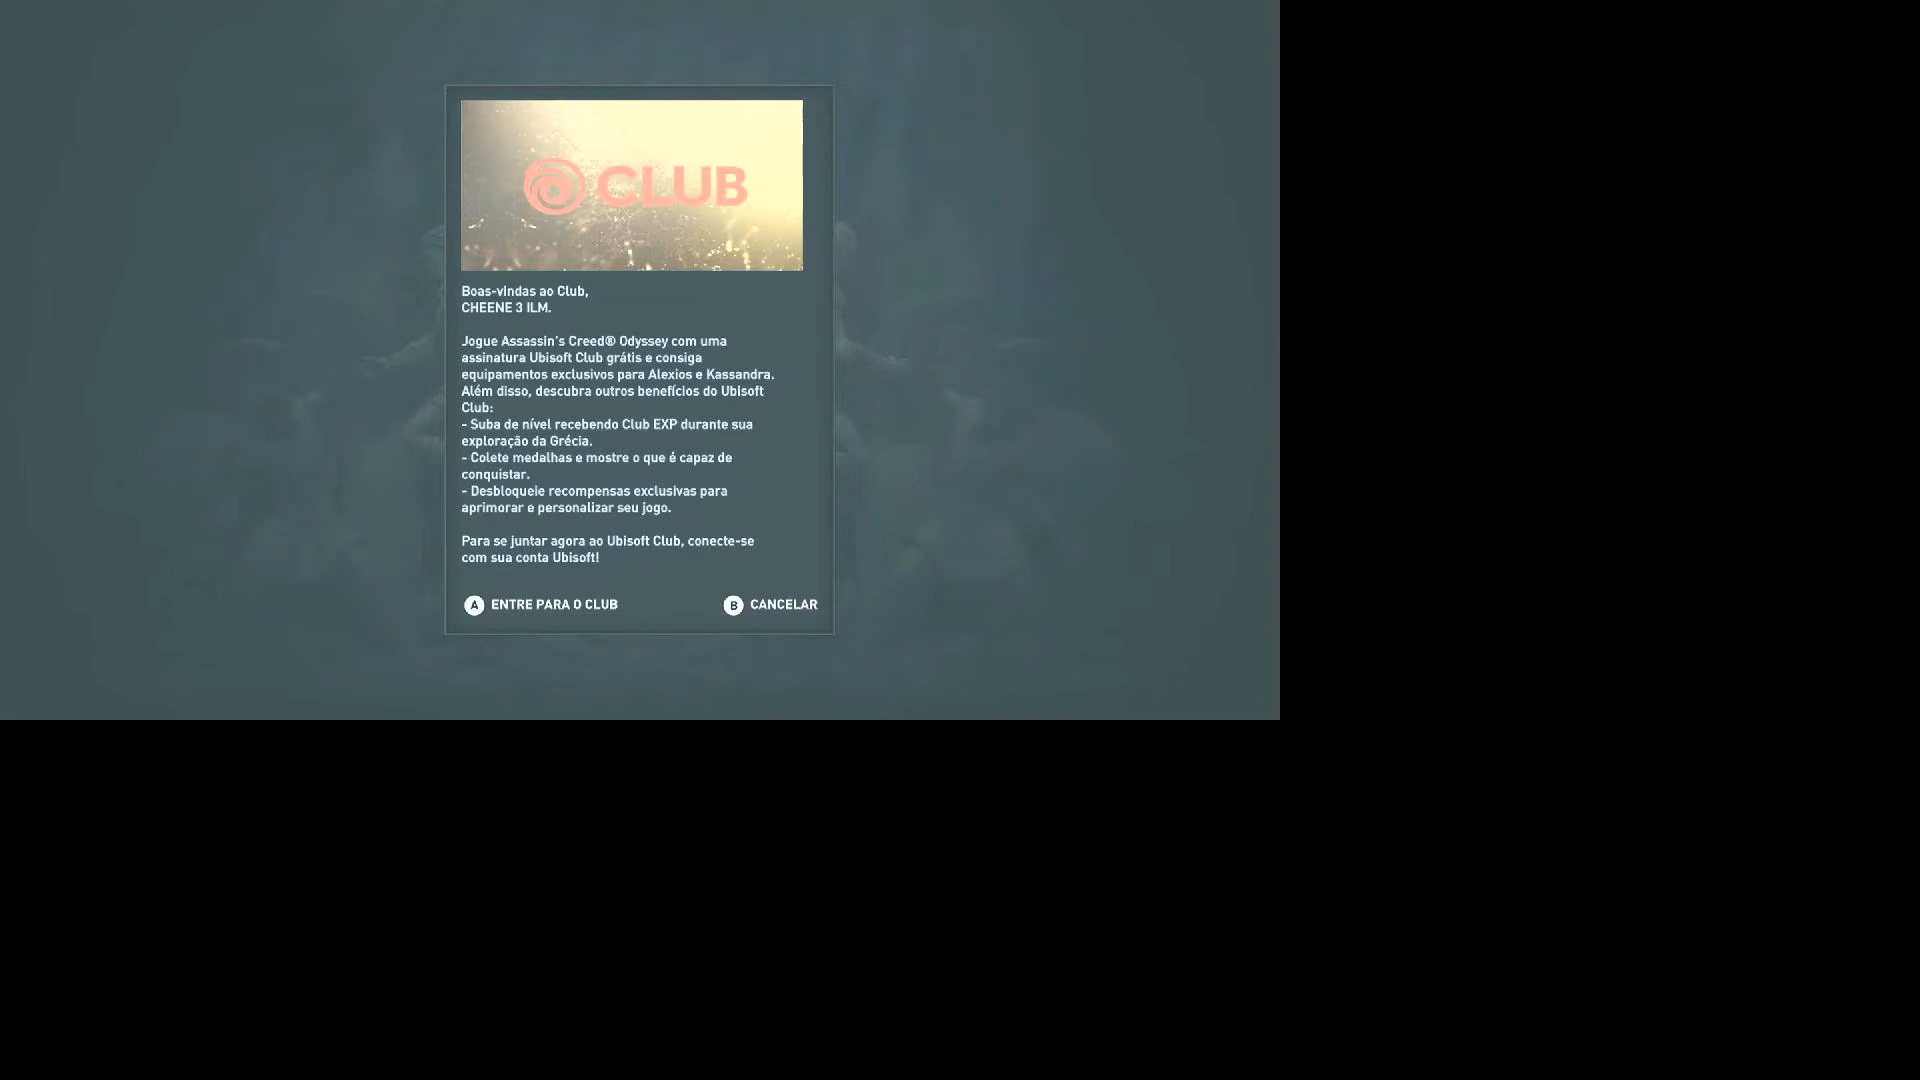 CLUB
Boas-vindas ao Club,
CHEENE 3 ILM.
Jogue Assassin's Creed® Odyssey com uma
assinatura Ubisoft Club grátis e consiga
equipamentos exclusivos para Alexios e Kassandra.
Além disso, descubra outros benefícios do Ubisoft
Club:
- Suba de nível recebendo Club EXP durante sua
exploração da Grécia.
- Colete medalhas e mostre o que é capaz de
conquistar.
- Desbloqueie recompensas exclusivas para
aprimorar e personalizar seu jogo.
Para se juntar agora ao Ubisoft Club, conecte-se
com sua conta Ubisoft!
A ENTRE PARA O CLUB B CANCELAR